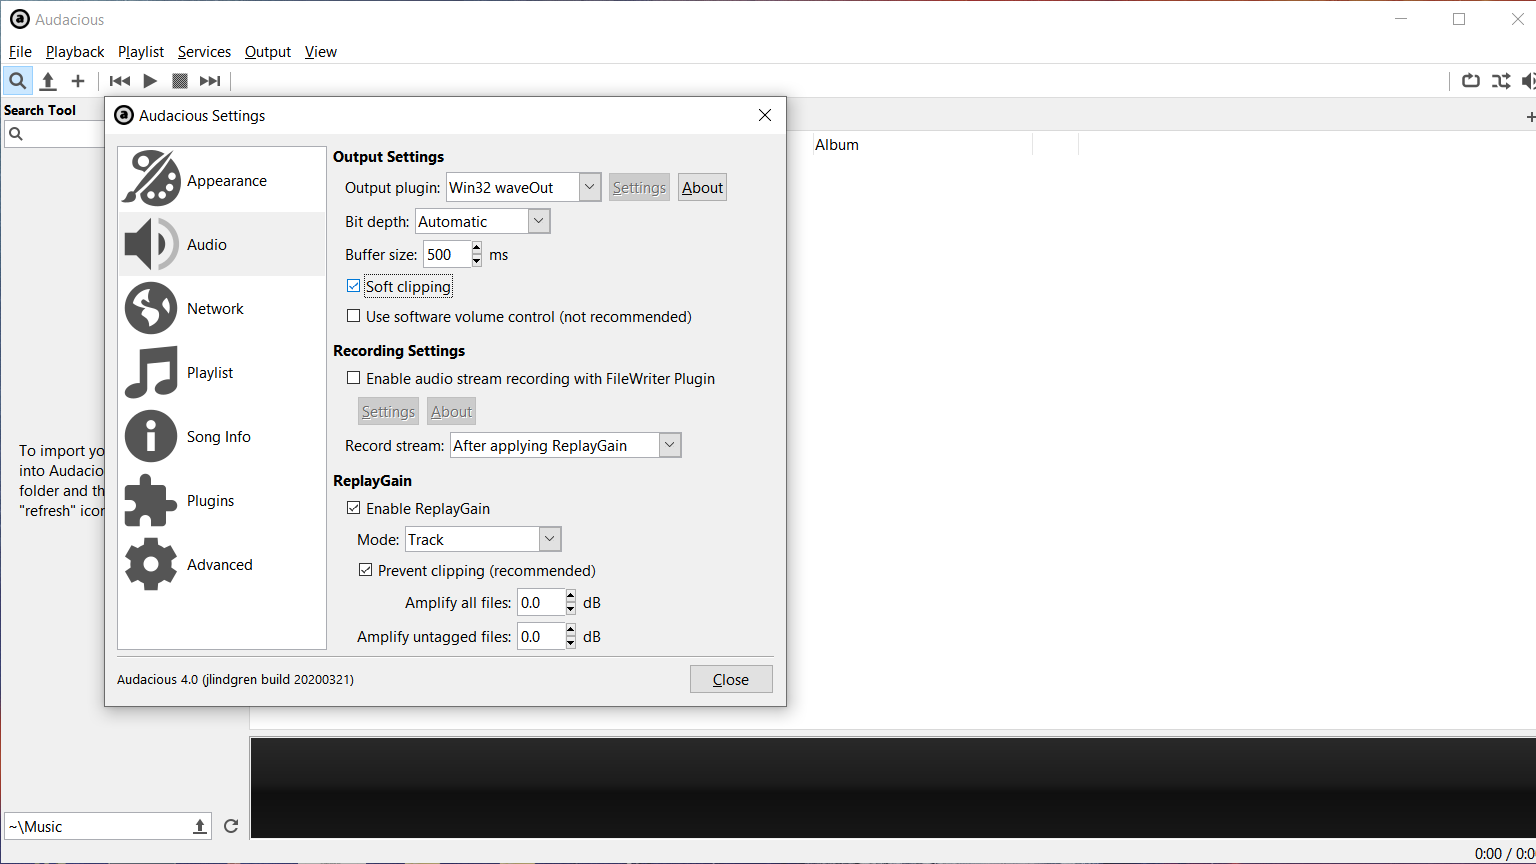 Audacious
File Playback Playlist Services Output View
Search Tool
Album
To import yo
into Audacio
folder and th
"refresh" icor
~\Music
0:00 / 0:0
Audacious Settings
Appearance
Audio
Network
Playlist
Song Info
Plugins
Advanced
Output Settings
Output plugin: Win32 waveOut Settings About
Bit depth: Automatic
Buffer size: 500 ms
Soft clipping
Use software volume control (not recommended)
Recording Settings
Enable audio stream recording with FileWriter Plugin
Settings About
Record stream: After applying ReplayGain
ReplayGain
Enable ReplayGain
Mode: Track
Prevent clipping (recommended)
Amplify all files: 0.0 dB
Amplify untagged files: 0.0 dB
Audacious 4.0 (jlindgren build 20200321)
Close